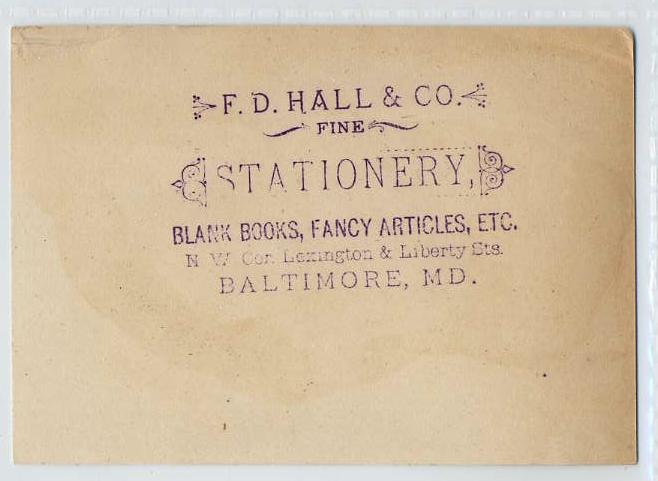 F. D. HALL & CO.
FINE
STATIONERY,
BLANK BOOKS, FANCY ARTICLES, ETC.
N W Cor. Lexington & Liberty Sts.
BALTIMORE, MD.